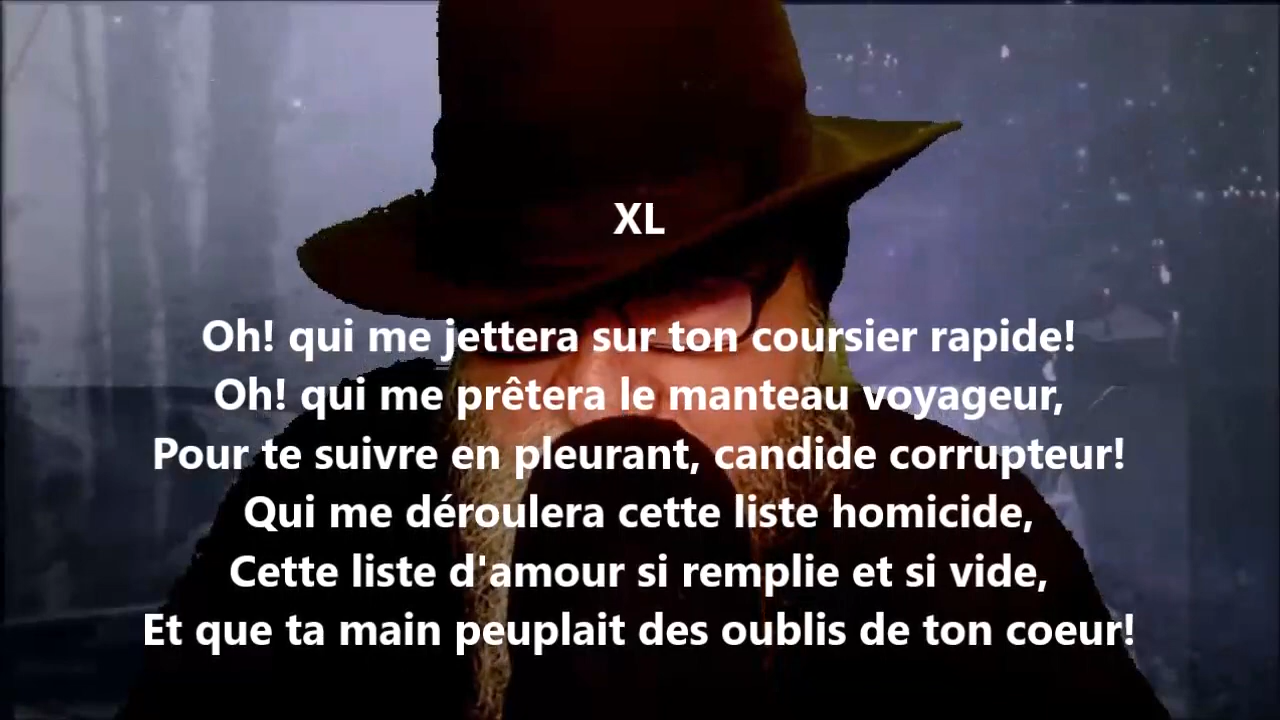 XL
Oh! qui me jettera sur ton coursier rapide!
Oh! qui me prêtera le manteau voyageur,
Pour te suivre en pleurant, candide corrupteur!
Qui me déroulera cette liste homicide,
Cette liste d'amour si remplie et si vide,
Et que ta main peuplait des oublis de ton coeur!